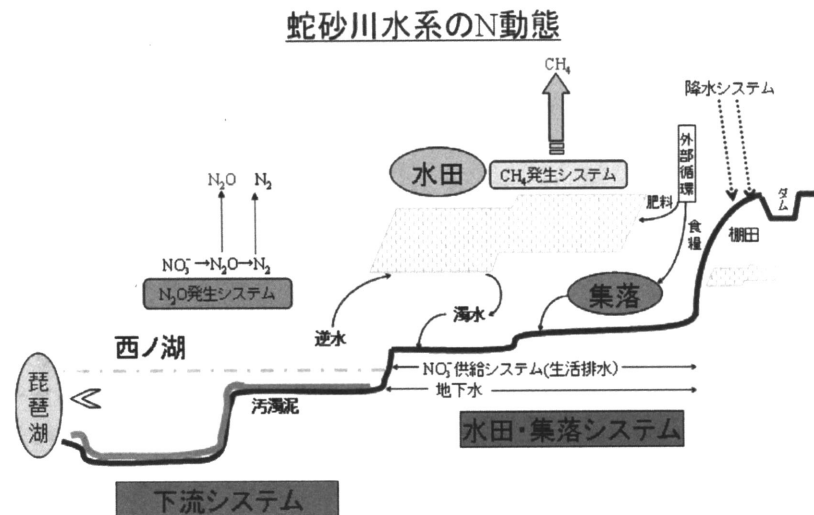 蛇砂川水系のN動態
CH₄
降水システム
外部循環
ダム
N₂O N₂
水田
CH₄発生システム
肥料
食糧
棚田
NO₃⁻→N₂O→N₂
N₂O発生システム
集落
逆水
濁水
西ノ湖
NO₃⁻供給システム(生活排水)
地下水
琵琶湖
汚濁泥
水田・集落システム
下流システム